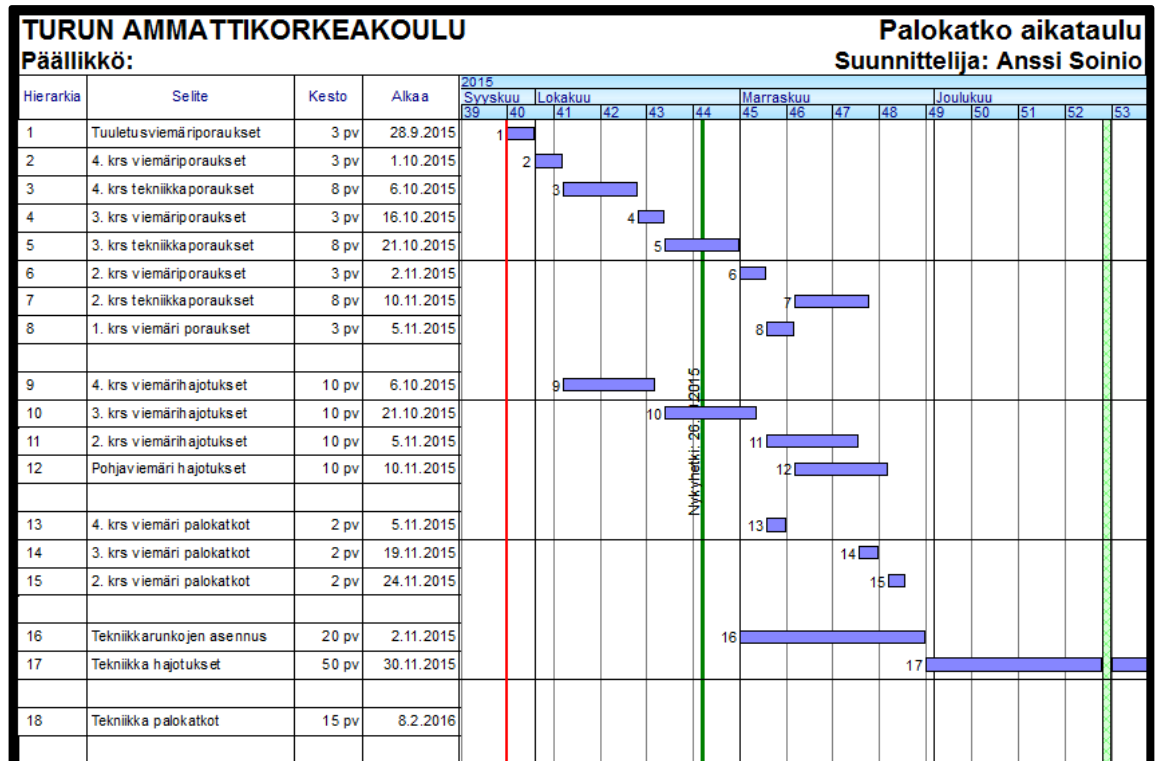 TURUN AMMATTIKORKEAKOULU Palokatko aikataulu
Päällikkö: Suunnittelija: Anssi Soinio
2015
Hierarkia Selite Kesto Alkaa Syyskuu Lokakuu Marraskuu Joulukuu
39 40 41 42 43 44 45 46 47 48 49 50 51 52 53
1 Tuuletusviemäriporaukset 3 pv 28.9.2015 1
2 4. krs viemäriporaukset 3 pv 1.10.2015 2
3 4. krs tekniikkaporaukset 8 pv 6.10.2015 3
4 3. krs viemäriporaukset 3 pv 16.10.2015 4
5 3. krs tekniikkaporaukset 8 pv 21.10.2015 5
6 2. krs viemäriporaukset 3 pv 2.11.2015 6
7 2. krs tekniikkaporaukset 8 pv 10.11.2015 7
8 1. krs viemäri poraukset 3 pv 5.11.2015 8
9 4. krs viemärihajotukset 10 pv 6.10.2015 9
10 3. krs viemärihajotukset 10 pv 21.10.2015 10
11 2. krs viemärihajotukset 10 pv 5.11.2015 11
12 Pohjaviemäri hajotukset 10 pv 10.11.2015 12
Nykyhetki:
13 4. krs viemäri palokatkot 2 pv 5.11.2015 13
14 3. krs viemäri palokatkot 2 pv 19.11.2015 14
15 2. krs viemäri palokatkot 2 pv 24.11.2015 15
16 Tekniikkarunkojen asennus 20 pv 2.11.2015 16
17 Tekniikka hajotukset 50 pv 30.11.2015 17
18 Tekniikka palokatkot 15 pv 8.2.2016